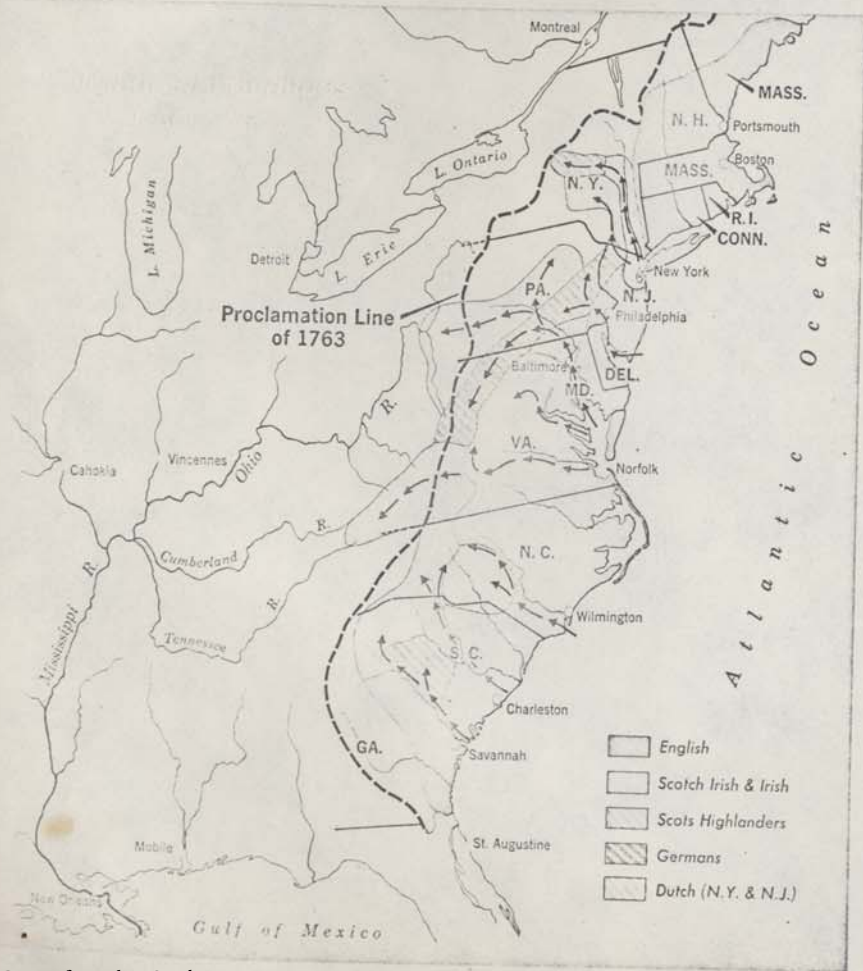 Montreal
MASS.
N. H.
Portsmouth
L. Ontario
Boston
MASS.
N. Y.
R. I.
CONN.
L. Michigan
Detroit
L. Erie
New York
PA.
N. J.
Proclamation Line
of 1763
Philadelphia
Atlantic Ocean
Baltimore
DEL.
MD.
R.
VA.
Cahokia
Vincennes
Ohio
Norfolk
R.
Cumberland
N. C.
R.
R.
Wilmington
Mississippi
Tennessee
S. C.
Charleston
GA.
Savannah
English
Scotch Irish & Irish
Scots Highlanders
Mobile
St. Augustine
Germans
Dutch (N.Y. & N.J.)
New Orleans
Gulf of Mexico